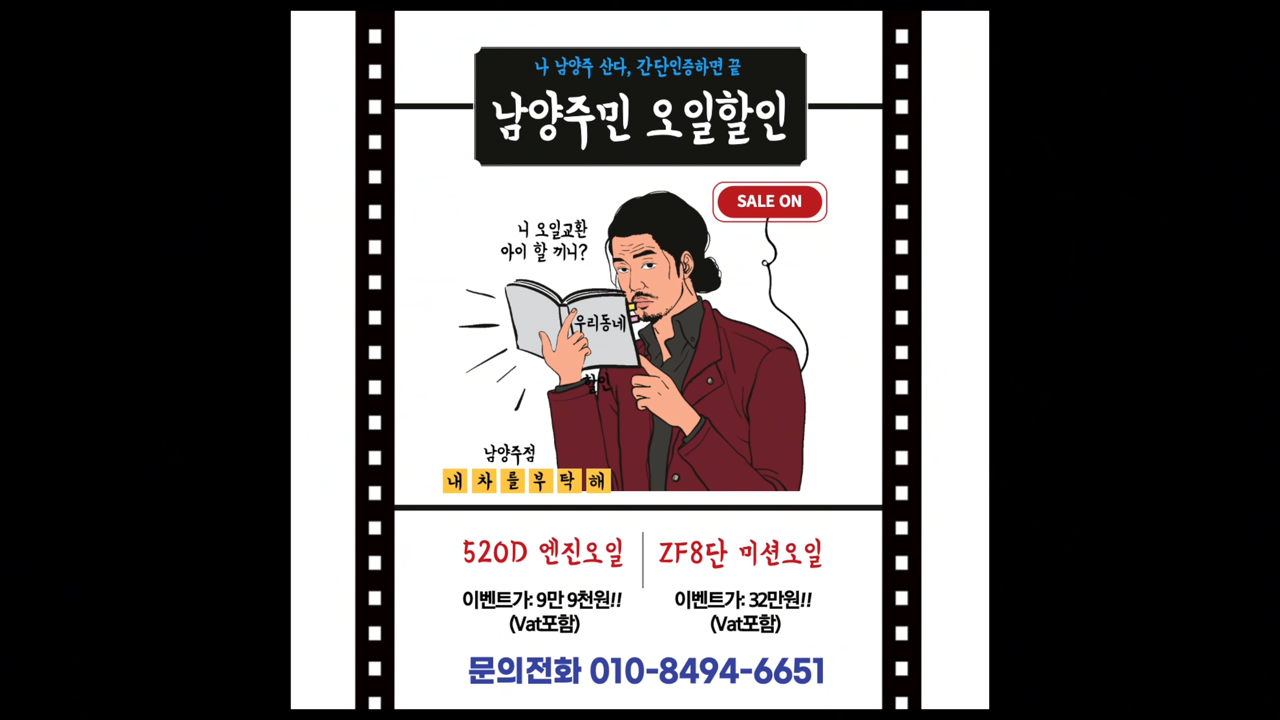 나 남양주 산다, 간단인증하면 끝
남양주민 오일할인
SALE ON
니 오일교환
아이 할 끼니?
우리동네
할인
남양주점
내차를부탁해
520D 엔진오일
이벤트가: 9만 9천원!!
(Vat포함)
ZF8단 미션오일
이벤트가: 32만원!!
(Vat포함)
문의전화 010-8494-6651